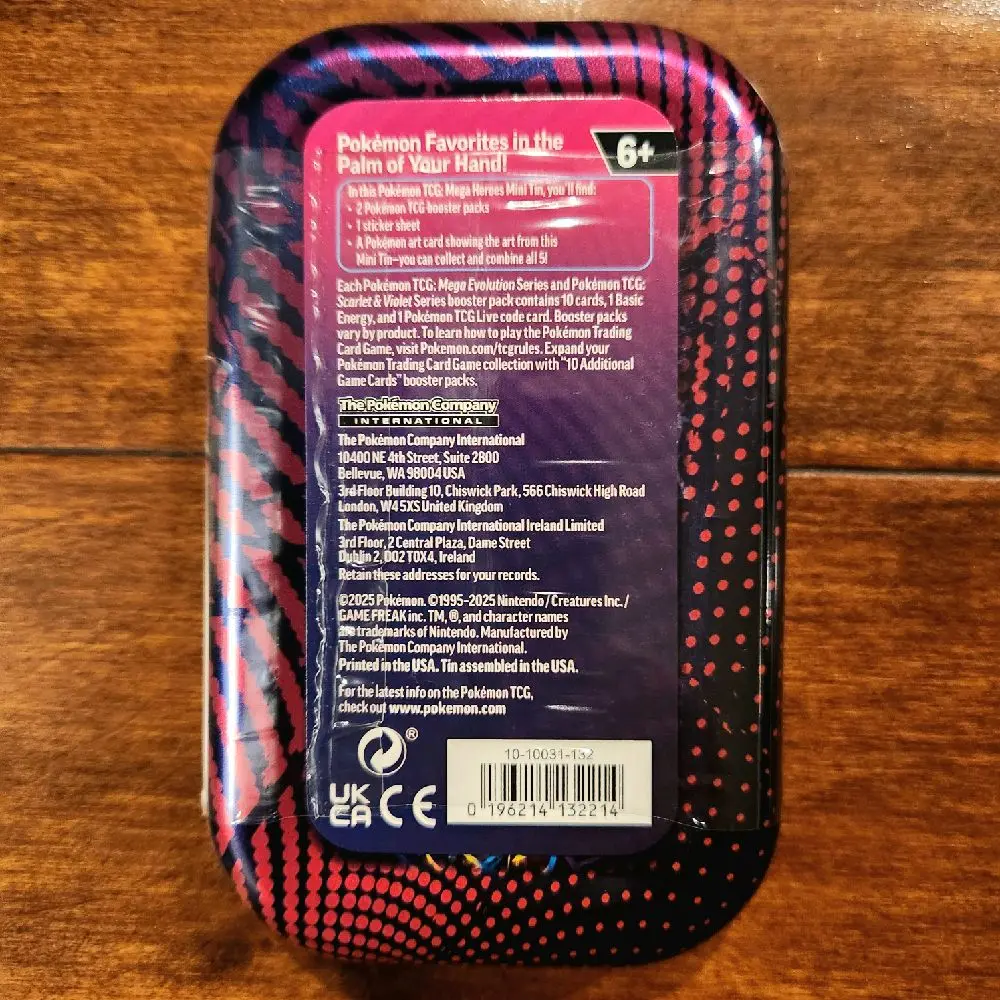 Pokémon Favorites in the
Palm of Your Hand!
6+
In this Pokémon TCG: Mega Heroes Mini Tin, you'll find:
• 2 Pokémon TCG booster packs
• 1 sticker sheet
• A Pokémon art card showing the art from this
Mini Tin—you can collect and combine all 5!
Each Pokémon TCG: Mega Evolution Series and Pokémon TCG:
Scarlet & Violet Series booster pack contains 10 cards, 1 Basic
Energy, and 1 Pokémon TCG Live code card. Booster packs
vary by product. To learn how to play the Pokémon Trading
Card Game, visit Pokemon.com/tcgrules. Expand your
Pokémon Trading Card Game collection with "10 Additional
Game Cards" booster packs.
The Pokémon Company
INTERNATIONAL
The Pokémon Company International
10400 NE 4th Street, Suite 2800
Bellevue, WA 98004 USA
3rd Floor Building 10, Chiswick Park, 566 Chiswick High Road
London, W4 5XS United Kingdom
The Pokémon Company International Ireland Limited
3rd Floor, 2 Central Plaza, Dame Street
Dublin 2, D02 T0X4, Ireland
Retain these addresses for your records.
©2025 Pokémon. ©1995–2025 Nintendo / Creatures Inc. /
GAME FREAK inc. TM, ®, and character names
are trademarks of Nintendo. Manufactured by
The Pokémon Company International.
Printed in the USA. Tin assembled in the USA.
For the latest info on the Pokémon TCG,
check out www.pokemon.com
®
UK
CA CE
10-10031-132
0 196214 132214